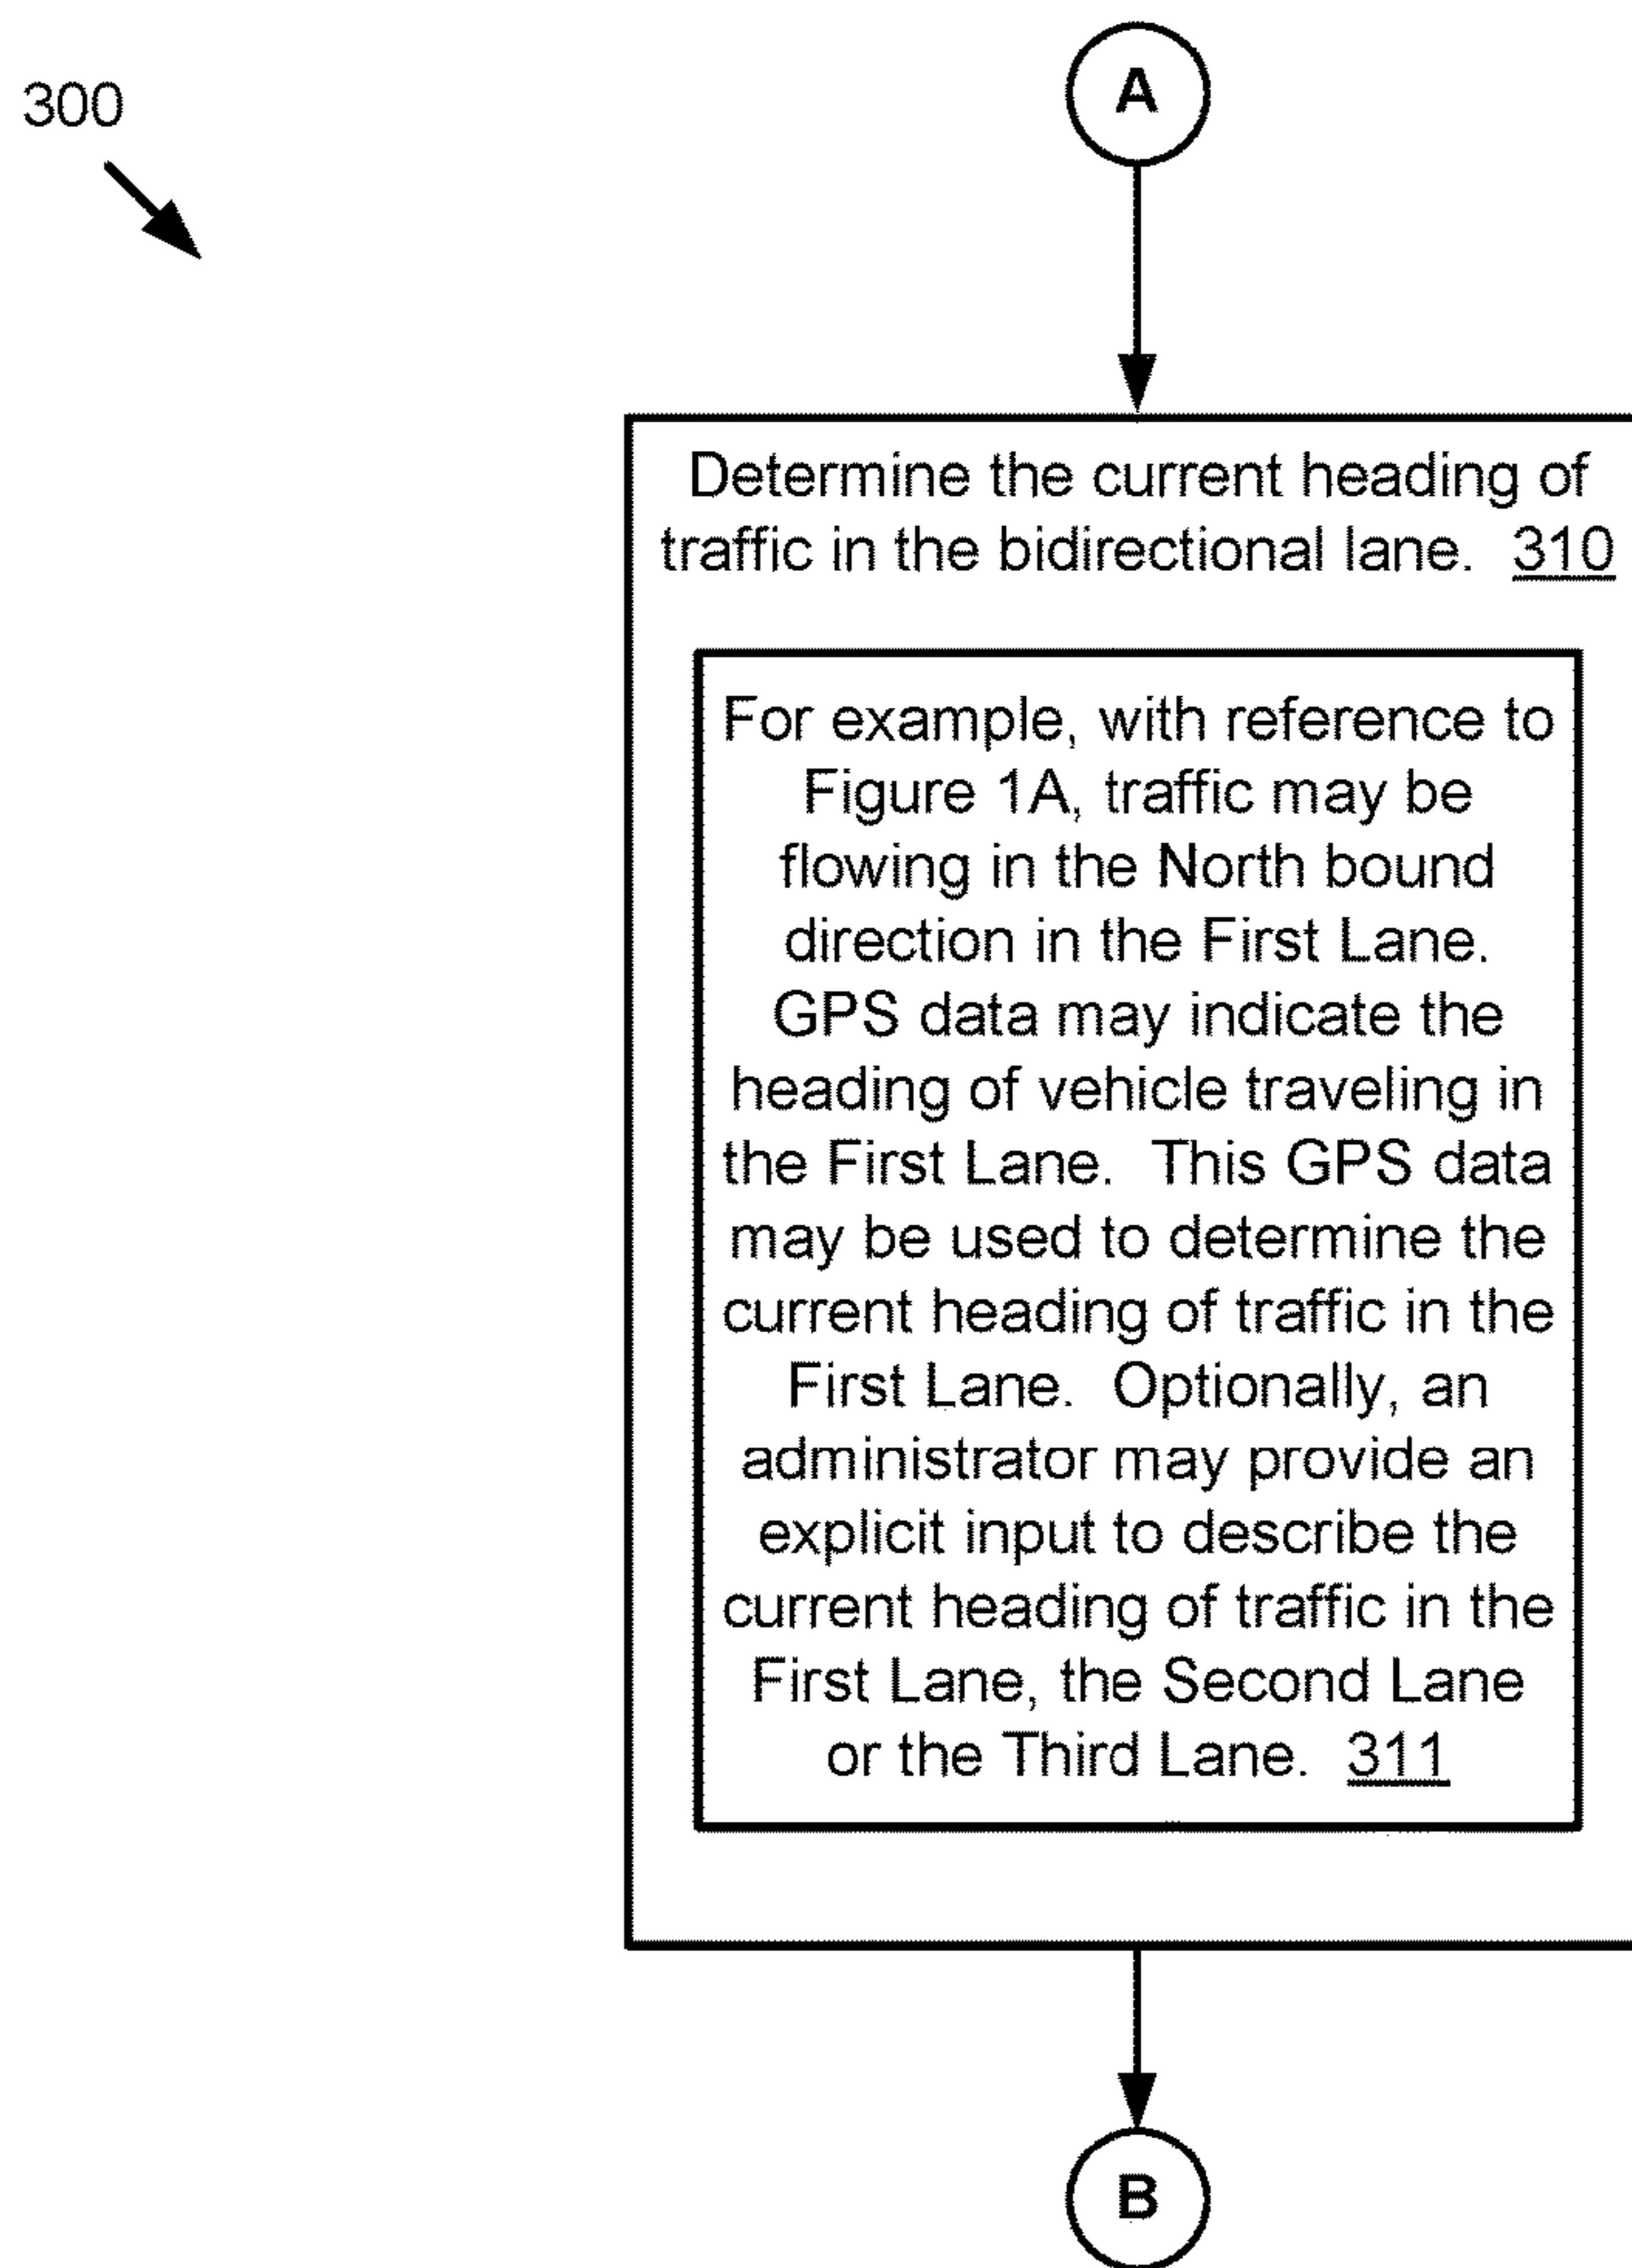 300
A
Determine the current heading of
traffic in the bidirectional lane. 310
For example, with reference to
Figure 1A, traffic may be
flowing in the North bound
direction in the First Lane.
GPS data may indicate the
heading of vehicle traveling in
the First Lane. This GPS data
may be used to determine the
current heading of traffic in the
First Lane. Optionally, an
administrator may provide an
explicit input to describe the
current heading of traffic in the
First Lane, the Second Lane
or the Third Lane. 311
B